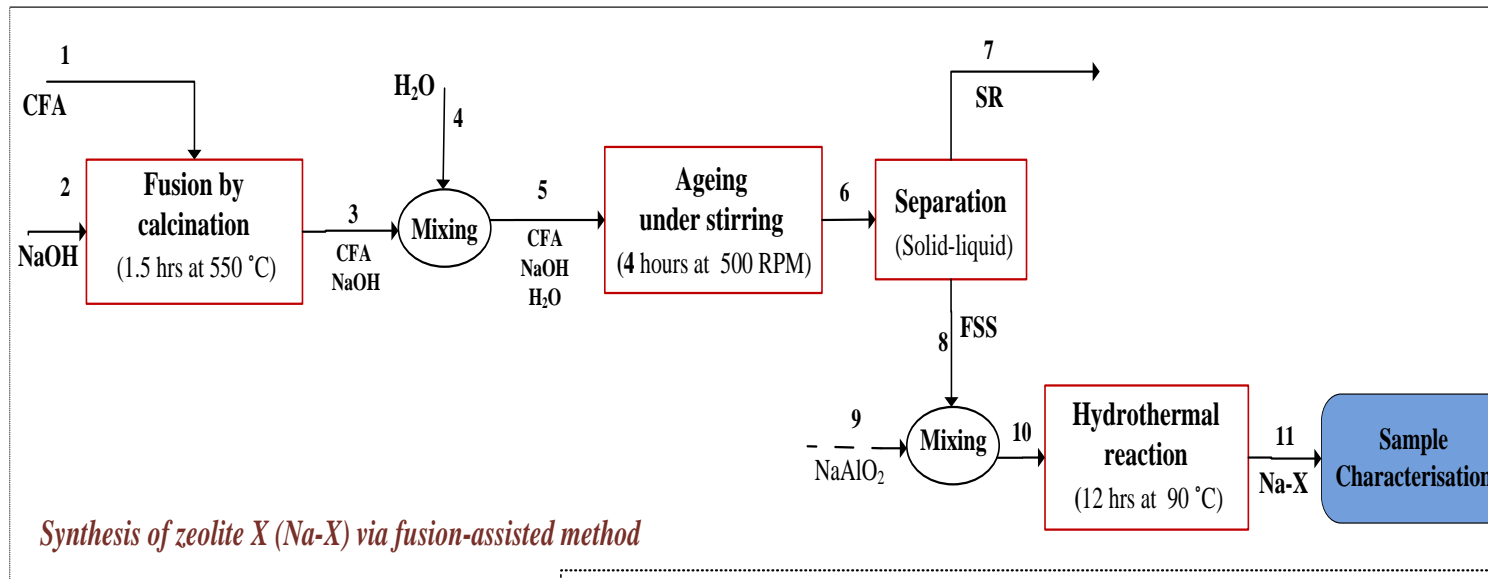 1
CFA
2
NaOH
Fusion by
calcination
(1.5 hrs at 550 ˚C)
3
CFA
NaOH
H₂O
4
Mixing
5
CFA
NaOH
H₂O
Ageing
under stirring
(4 hours at 500 RPM)
6
Separation
(Solid-liquid)
7
SR
8
FSS
9
NaAlO₂
Mixing
10
Hydrothermal
reaction
(12 hrs at 90 ˚C)
11
Na-X
Sample
Characterisation
Synthesis of zeolite X (Na-X) via fusion-assisted method